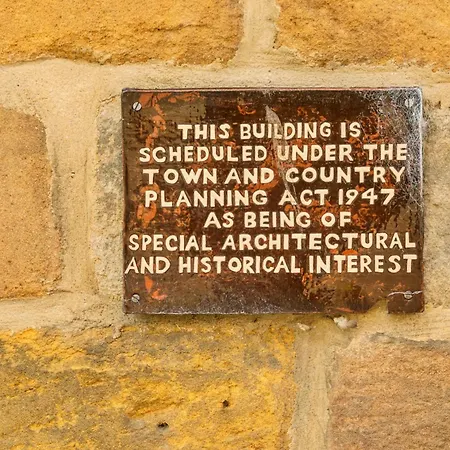 THIS BUILDING IS
SCHEDULED UNDER THE
TOWN AND COUNTRY
PLANNING ACT 1947
AS BEING OF
SPECIAL ARCHITECTURAL
AND HISTORICAL INTEREST